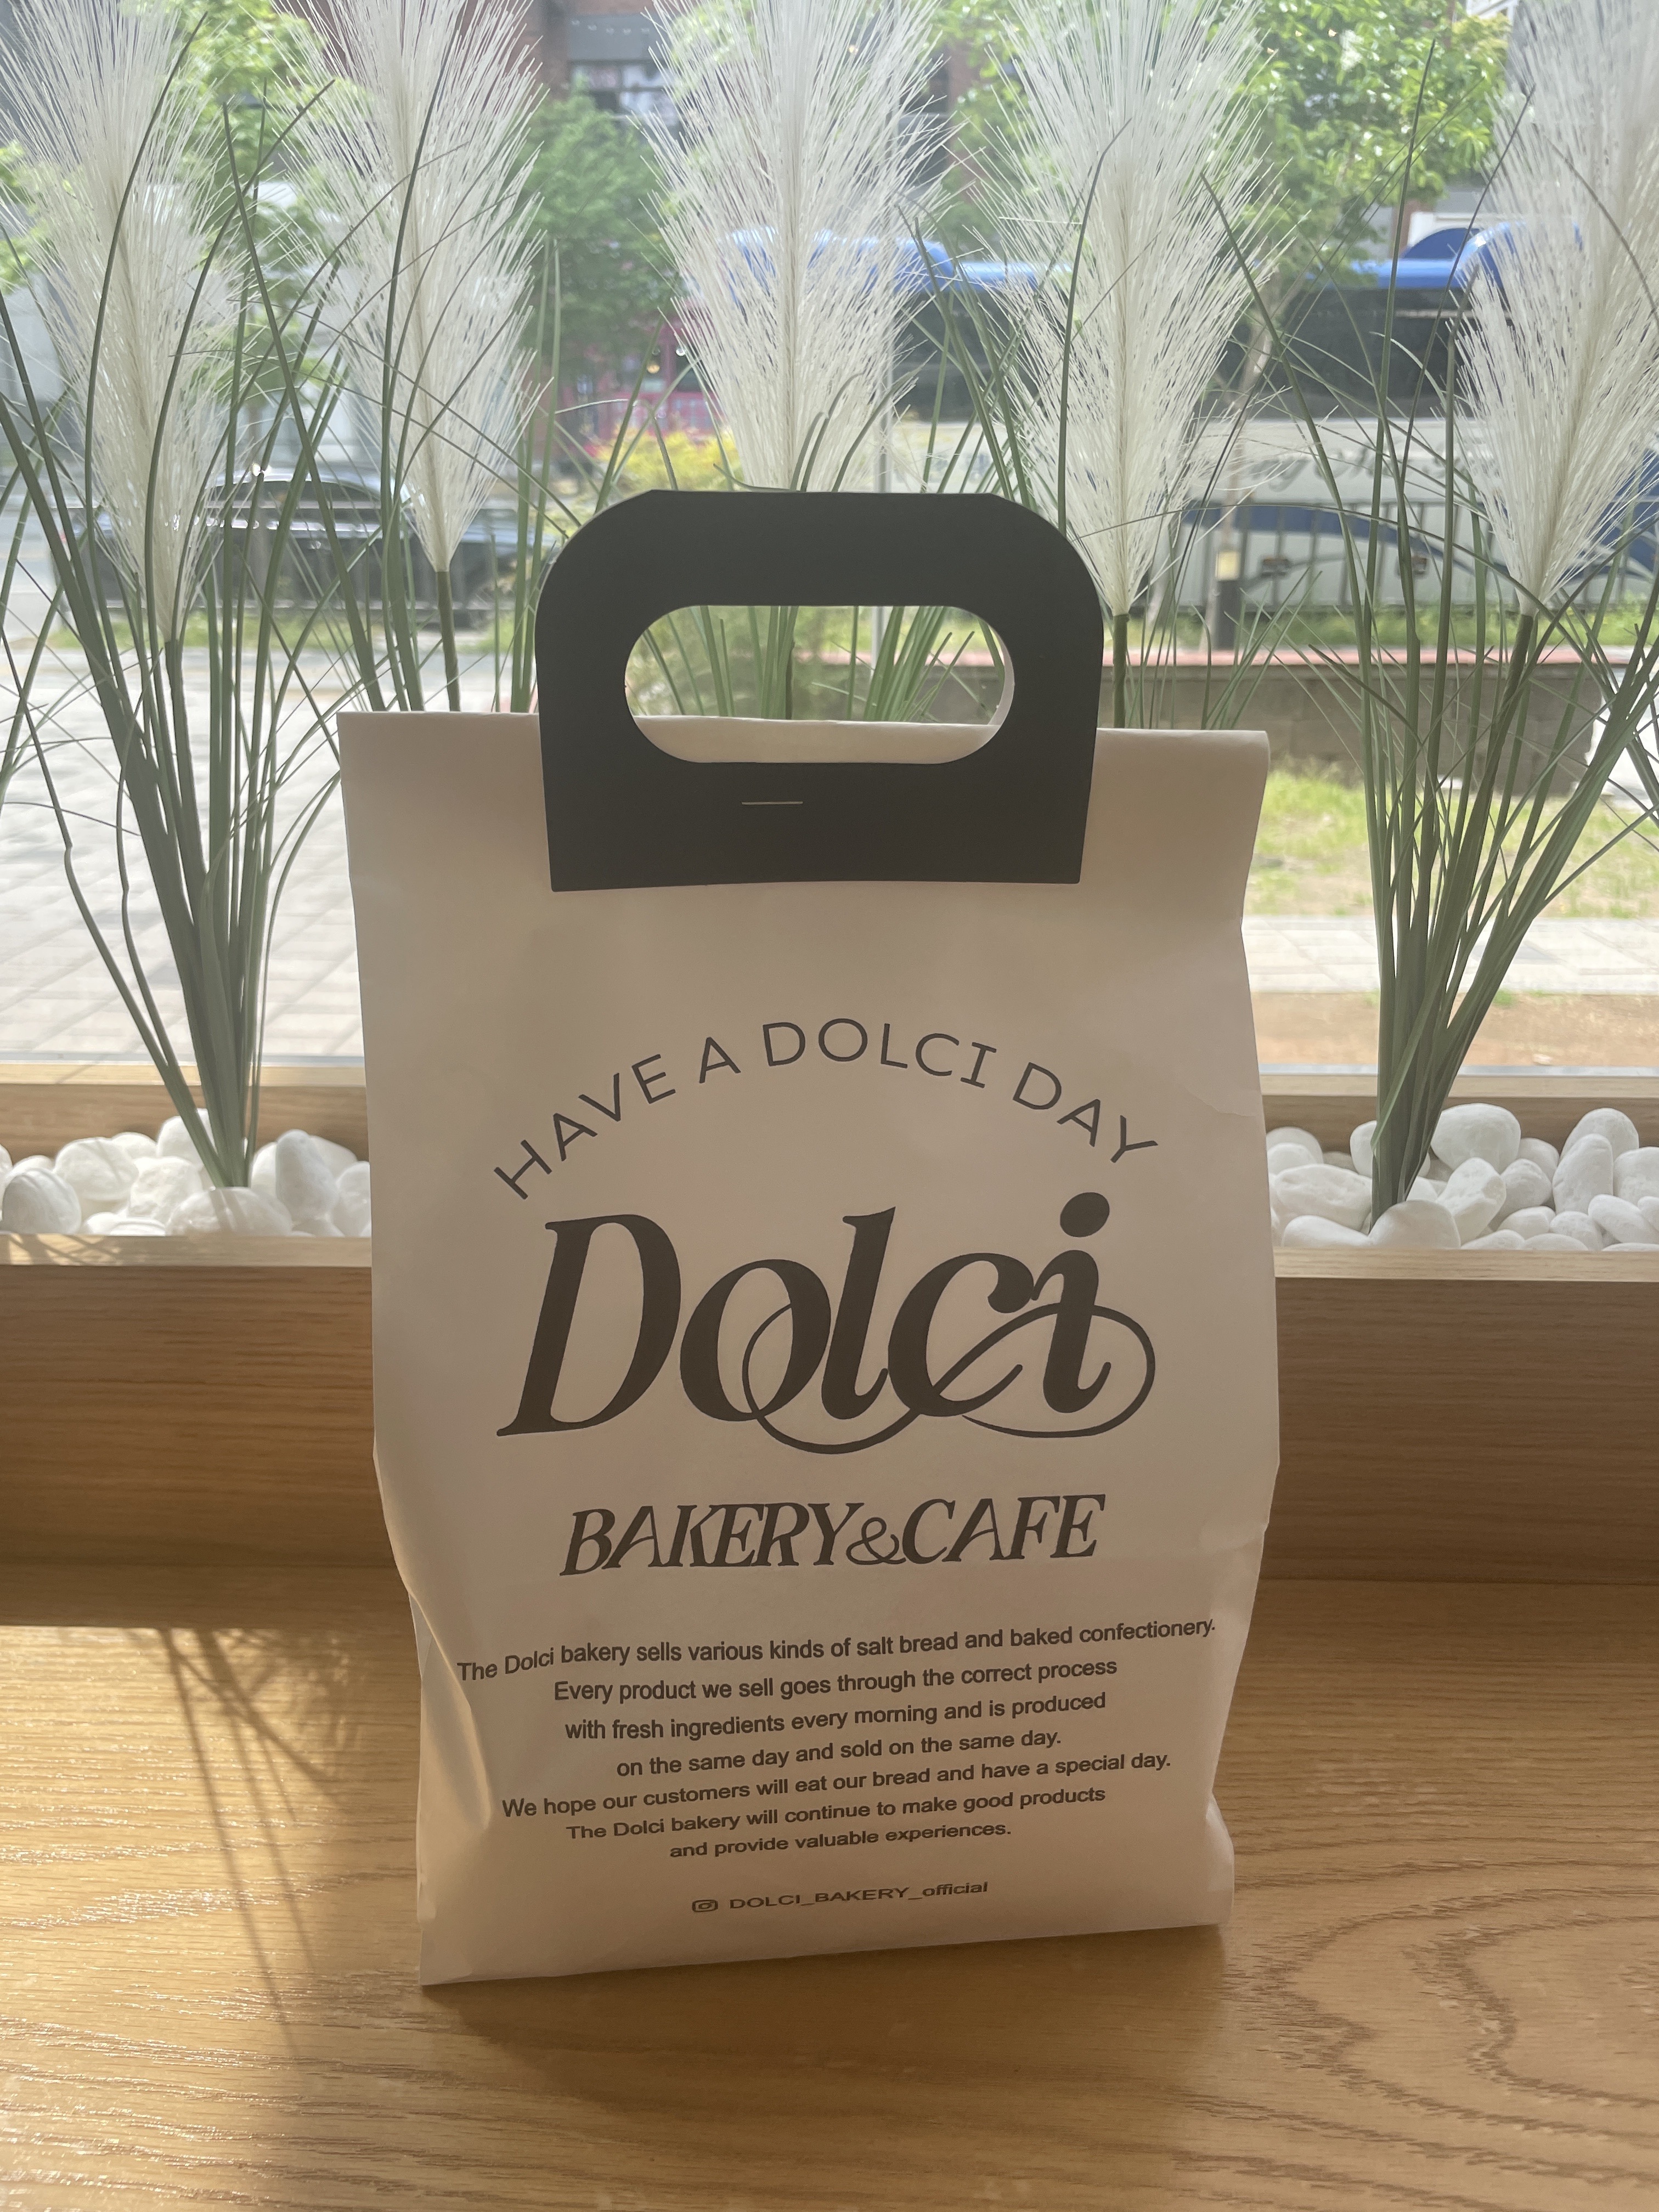 HAVE A DOLCI DAY
Dolci
BAKERY&CAFE
The Dolci bakery sells various kinds of salt bread and baked confectionery.
Every product we sell goes through the correct process
with fresh ingredients every morning and is produced
on the same day and sold on the same day.
We hope our customers will eat our bread and have a special day.
The Dolci bakery will continue to make good products
and provide valuable experiences.
DOLCI_BAKERY_official